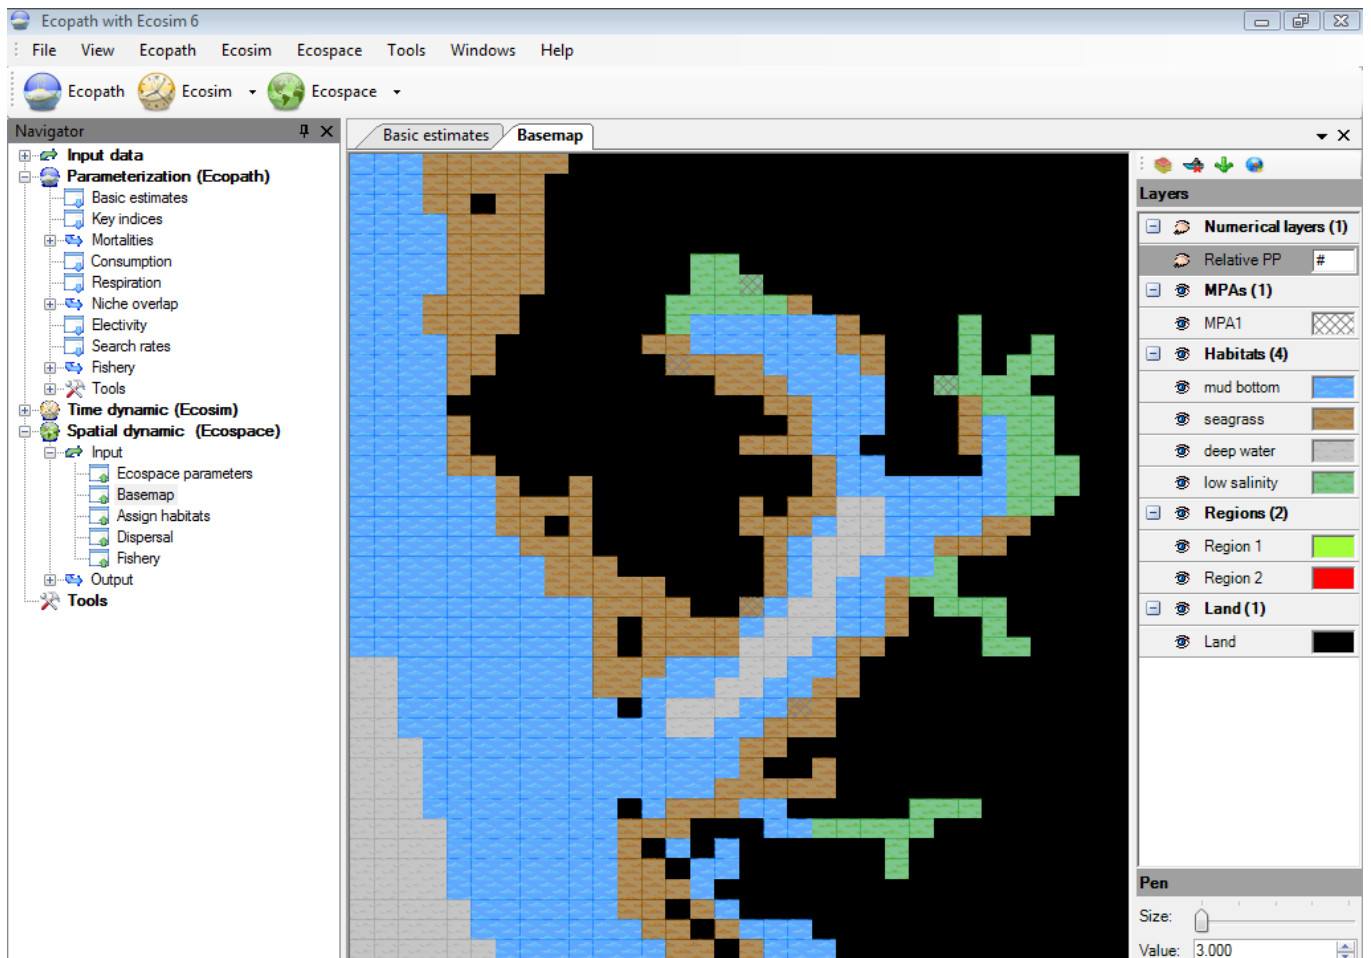 Ecopath with Ecosim 6
File View Ecopath Ecosim Ecospace Tools Windows Help
Ecopath Ecosim Ecospace
Navigator
Input data
Parameterization (Ecopath)
Basic estimates
Key indices
Mortalities
Consumption
Respiration
Niche overlap
Electivity
Search rates
Fishery
Tools
Time dynamic (Ecosim)
Spatial dynamic (Ecospace)
Input
Ecospace parameters
Basemap
Assign habitats
Dispersal
Fishery
Output
Tools
Basic estimates Basemap
Layers
Numerical layers (1)
Relative PP #
MPAs (1)
MPA1
Habitats (4)
mud bottom
seagrass
deep water
low salinity
Regions (2)
Region 1
Region 2
Land (1)
Land
Pen
Size:
Value: 3.000